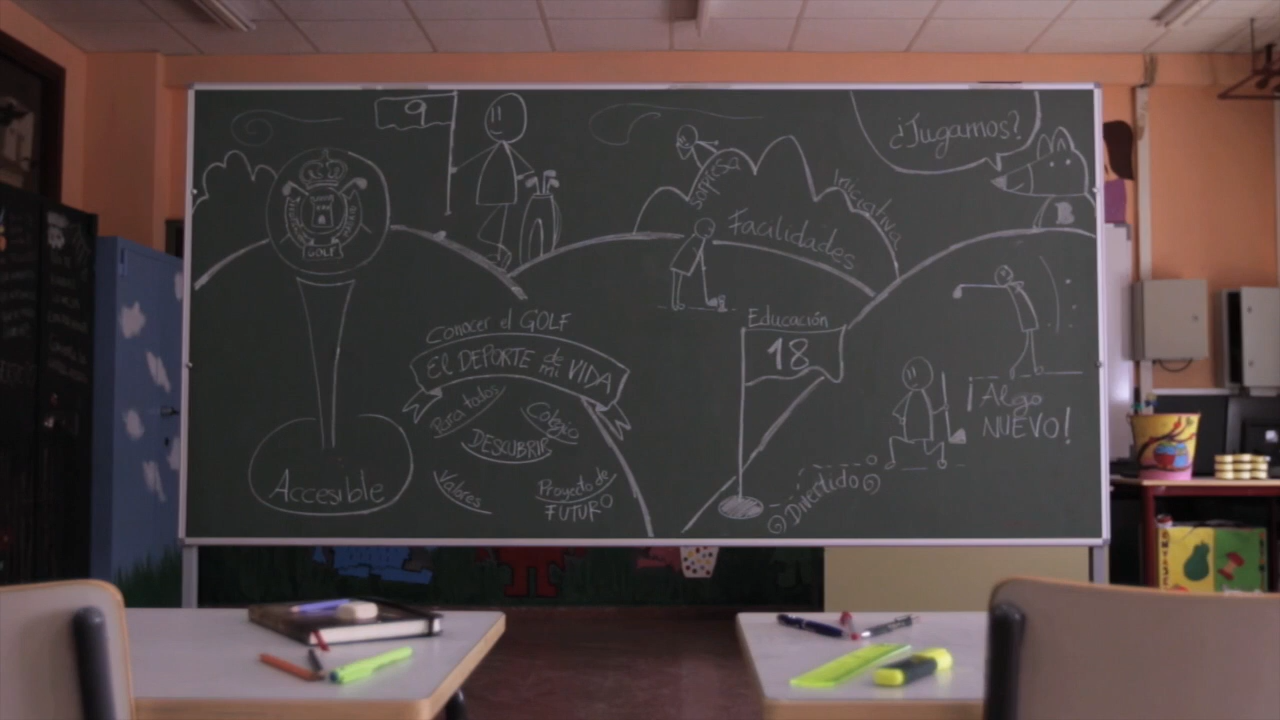 9
¿Jugamos?
Sorpresa
Iniciativa
Facilidades
B
GOLF
Educación
18
Conocer el GOLF
El DEPORTE de mi VIDA
Para todos
Colegio
DESCUBRIR
¡Algo
NUEVO!
Accesible
Valores
Proyecto de
FUTURO
Divertido